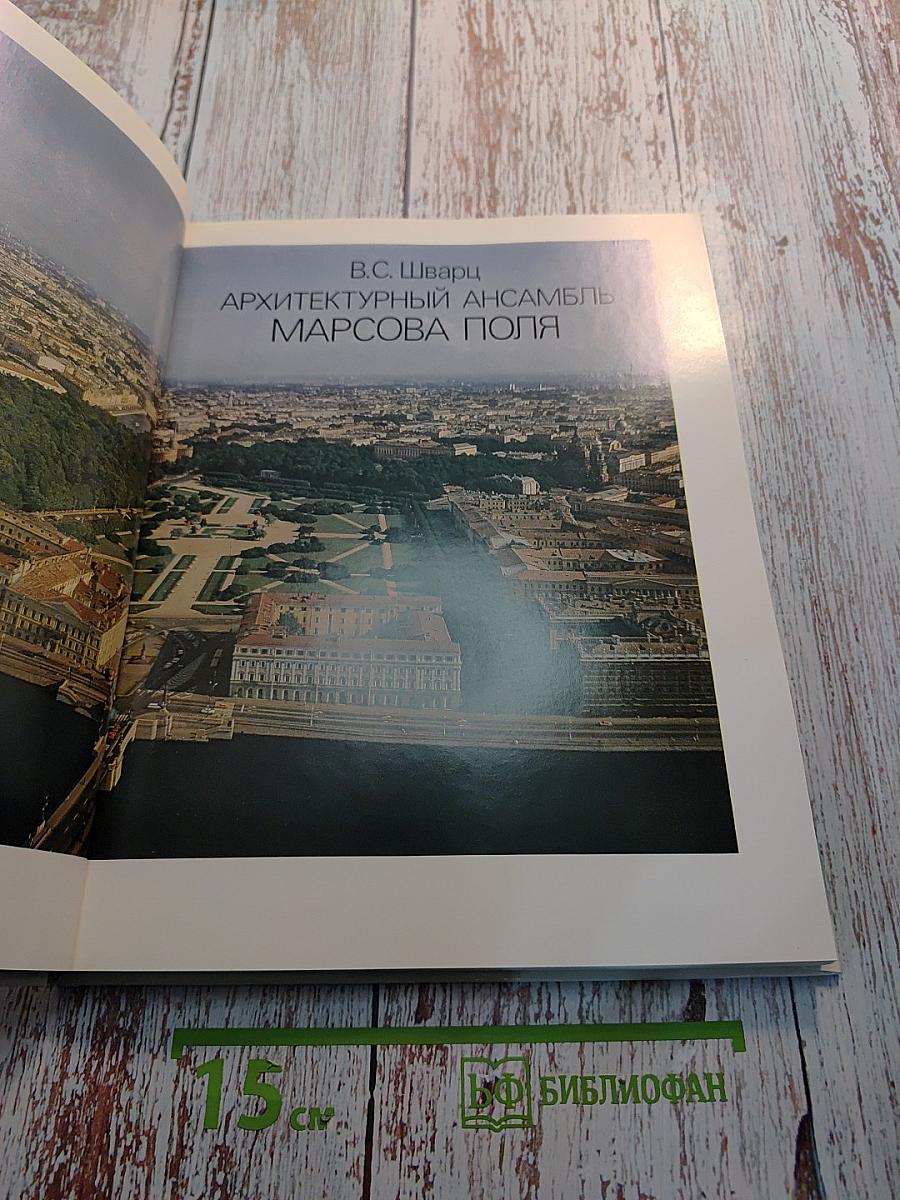 В.С. Шварц
АРХИТЕКТУРНЫЙ АНСАМБЛЬ
МАРСОВА ПОЛЯ
15 см
БФ БИБЛИОФАН